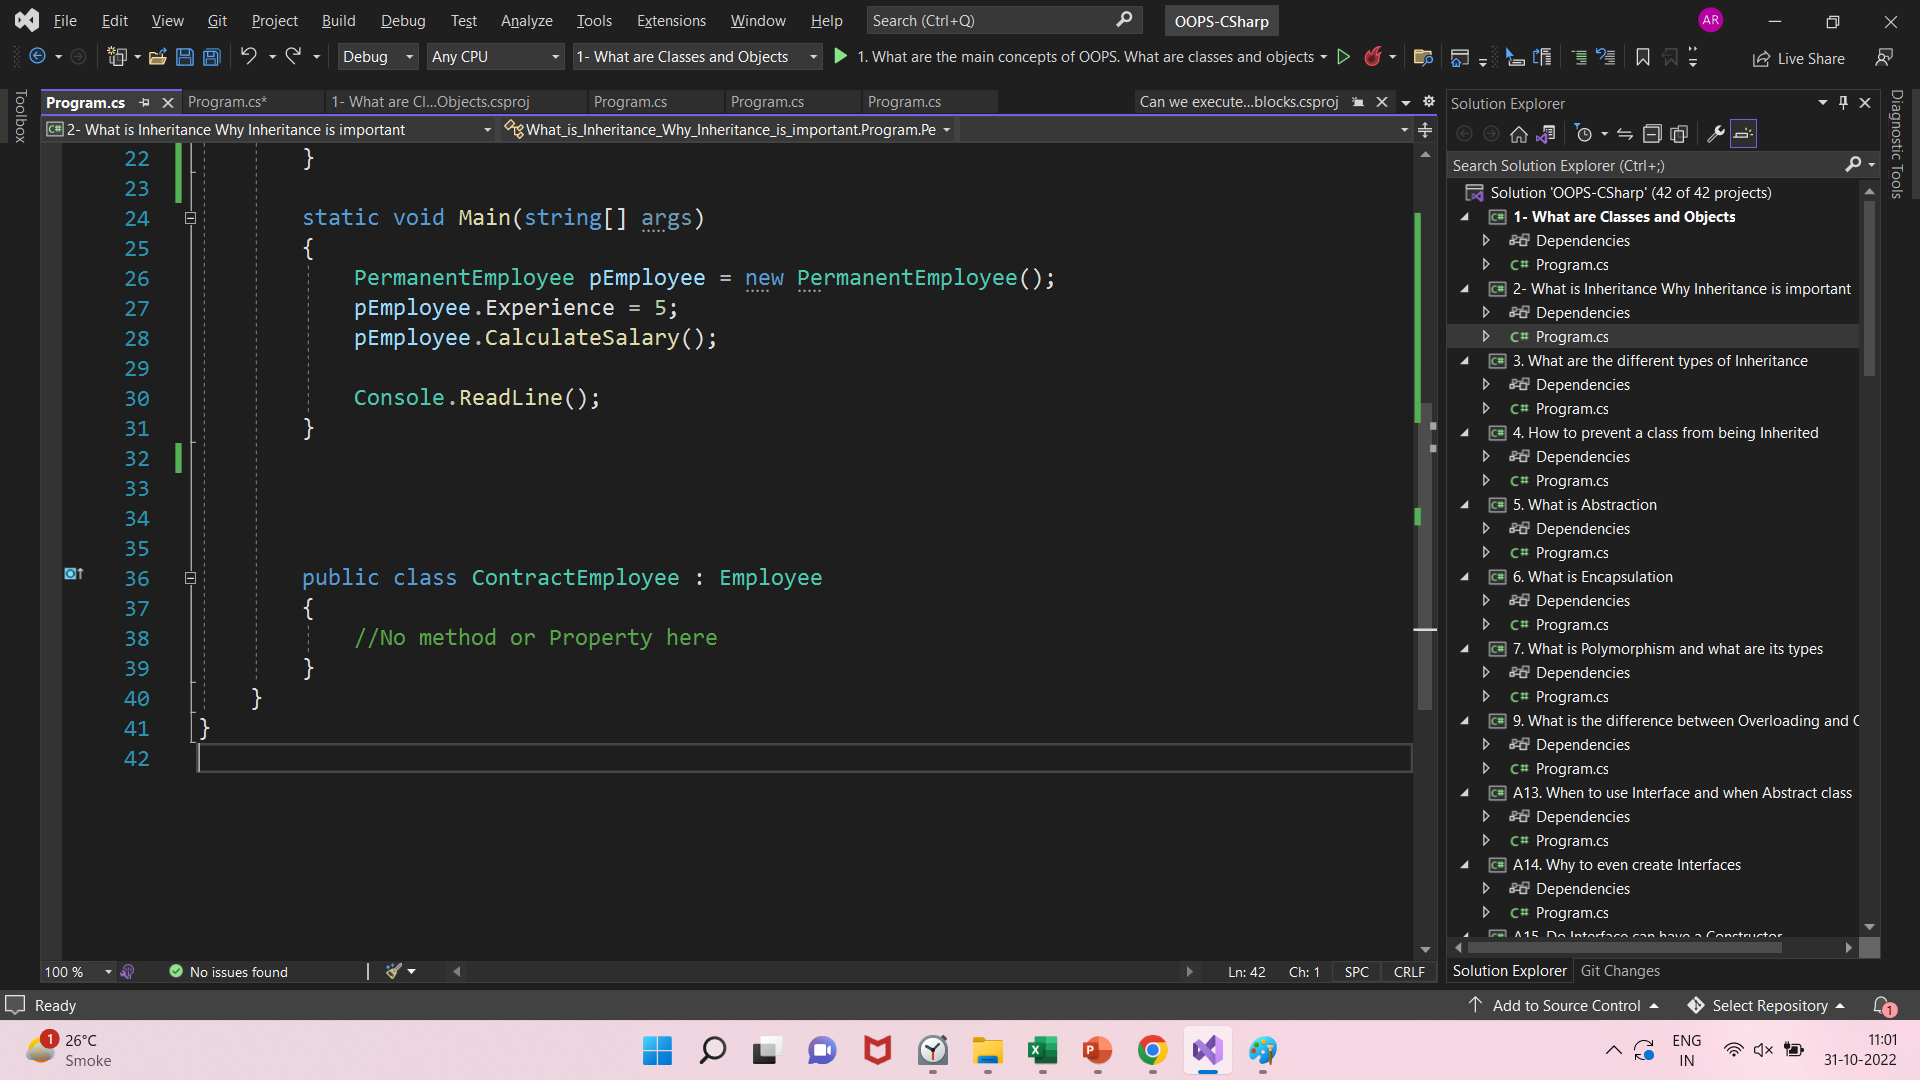 File Edit View Git Project Build Debug Test Analyze Tools Extensions Window Help Search (Ctrl+Q) OOPS-CSharp AR
Debug Any CPU 1- What are Classes and Objects 1. What are the main concepts of OOPS. What are classes and objects Live Share
Toolbox
Program.cs Program.cs* 1- What are Cl...Objects.csproj Program.cs Program.cs Program.cs Can we execute...blocks.csproj
2- What is Inheritance Why Inheritance is important What_is_Inheritance_Why_Inheritance_is_important.Program.Pe
22 }
23
24 static void Main(string[] args)
25 {
26 PermanentEmployee pEmployee = new PermanentEmployee();
27 pEmployee.Experience = 5;
28 pEmployee.CalculateSalary();
29
30 Console.ReadLine();
31 }
32
33
34
35
36 public class ContractEmployee : Employee
37 {
38 //No method or Property here
39 }
40 }
41 }
42
100 % No issues found Ln: 42 Ch: 1 SPC CRLF
Solution Explorer
Search Solution Explorer (Ctrl+;)
Solution 'OOPS-CSharp' (42 of 42 projects)
C# 1- What are Classes and Objects
Dependencies
C# Program.cs
C# 2- What is Inheritance Why Inheritance is important
Dependencies
C# Program.cs
C# 3. What are the different types of Inheritance
Dependencies
C# Program.cs
C# 4. How to prevent a class from being Inherited
Dependencies
C# Program.cs
C# 5. What is Abstraction
Dependencies
C# Program.cs
C# 6. What is Encapsulation
Dependencies
C# Program.cs
C# 7. What is Polymorphism and what are its types
Dependencies
C# Program.cs
C# 9. What is the difference between Overloading and
Dependencies
C# Program.cs
C# A13. When to use Interface and when Abstract class
Dependencies
C# Program.cs
C# A14. Why to even create Interfaces
Dependencies
C# Program.cs
A15. Do Interface can have a Constructor
Solution Explorer Git Changes
Diagnostic Tools
Ready Add to Source Control Select Repository 1
1 26°C
Smoke
ENG
IN
11:01
31-10-2022